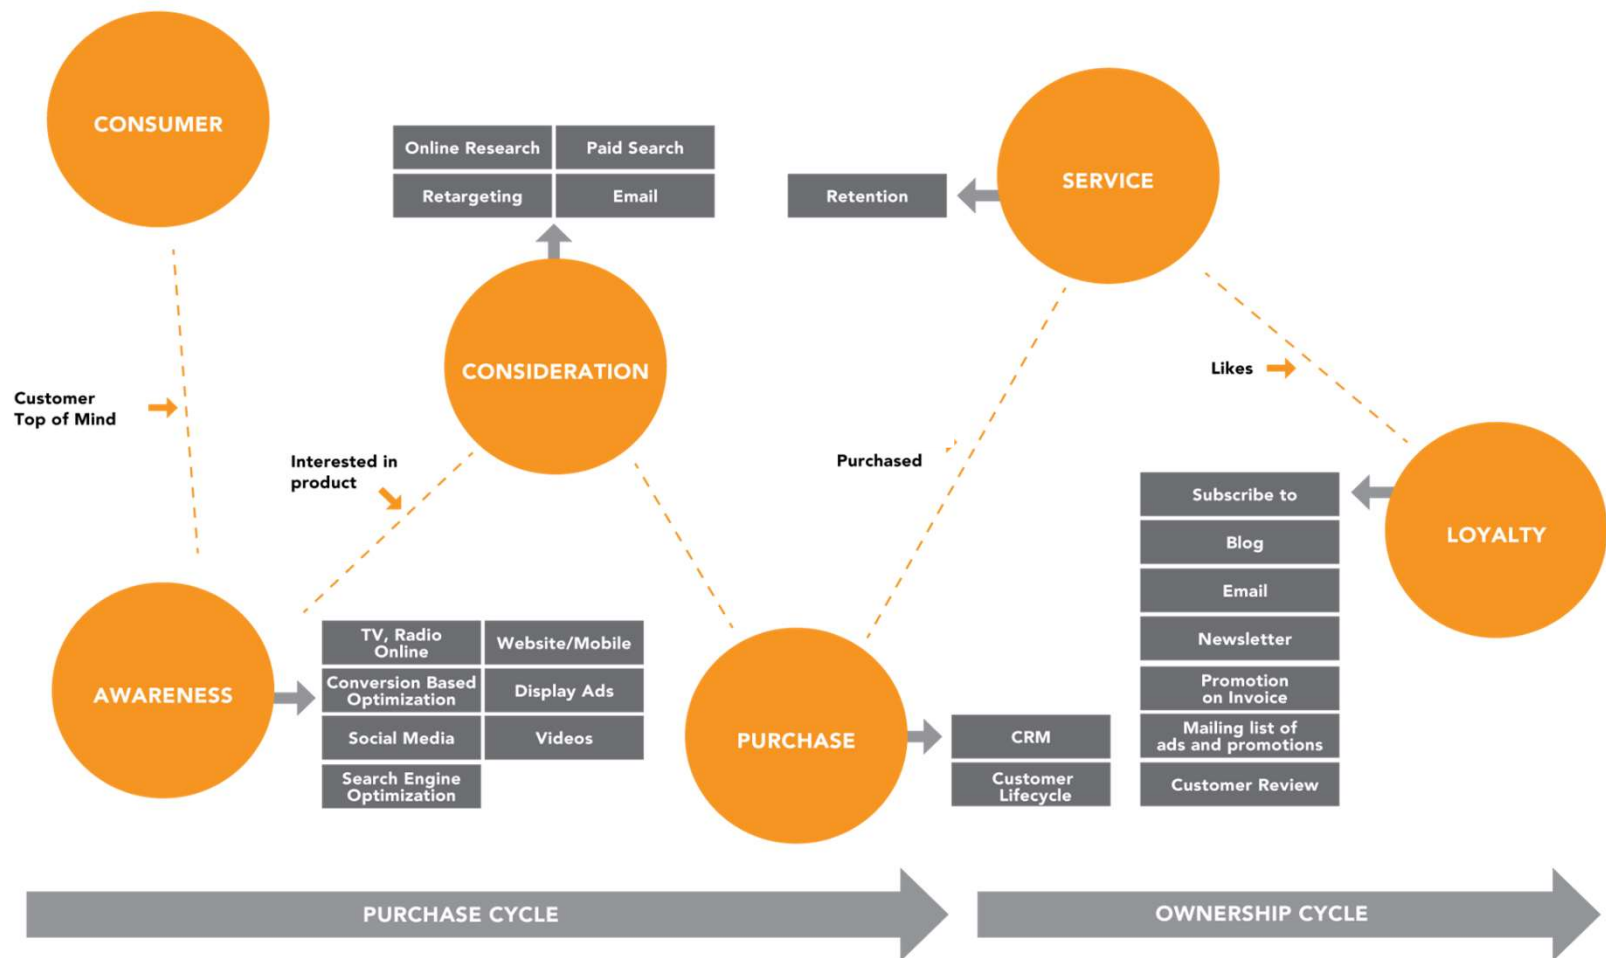 CONSUMER
Customer
Top of Mind
AWARENESS
TV, Radio
Online
Website/Mobile
Conversion Based
Optimization
Display Ads
Social Media
Videos
Search Engine
Optimization
Interested in
product
Online Research
Paid Search
Retargeting
Email
CONSIDERATION
PURCHASE
CRM
Customer
Lifecycle
Purchased
Retention
SERVICE
Likes
LOYALTY
Subscribe to
Blog
Email
Newsletter
Promotion
on Invoice
Mailing list of
ads and promotions
Customer Review
PURCHASE CYCLE
OWNERSHIP CYCLE